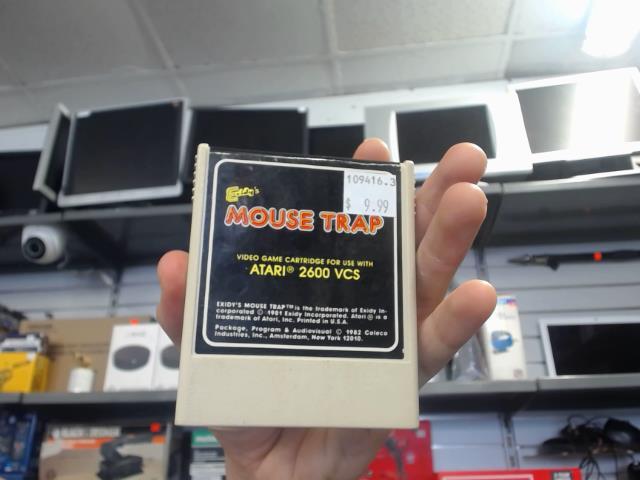 109416.3
$ 9.99
Exidy's
MOUSE TRAP
VIDEO GAME CARTRIDGE FOR USE WITH
ATARI® 2600 VCS
EXIDY'S MOUSE TRAP™ is the trademark of Exidy In-
corporated © 1981 Exidy Incorporated. Atari ® is a
trademark of Atari, Inc. Printed in U.S.A.
Package, Program & Audiovisual © 1982 Coleco
Industries, Inc., Amsterdam, New York 12010.
BLACK+DECKER